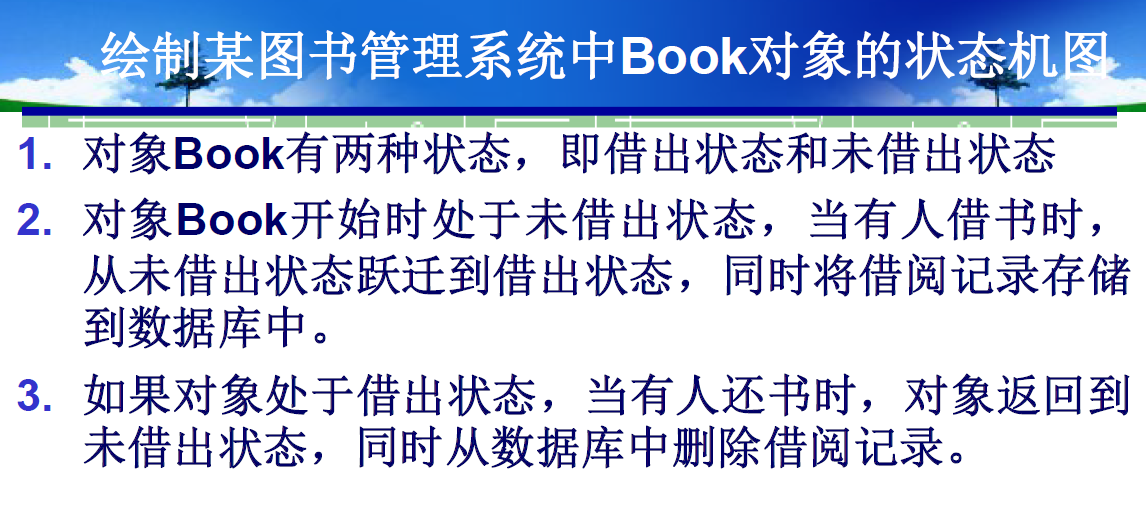 绘制某图书管理系统中Book对象的状态机图
1. 对象Book有两种状态，即借出状态和未借出状态
2. 对象Book开始时处于未借出状态，当有人借书时，
从未借出状态跃迁到借出状态，同时将借阅记录存储
到数据库中。
3. 如果对象处于借出状态，当有人还书时，对象返回到
未借出状态，同时从数据库中删除借阅记录。